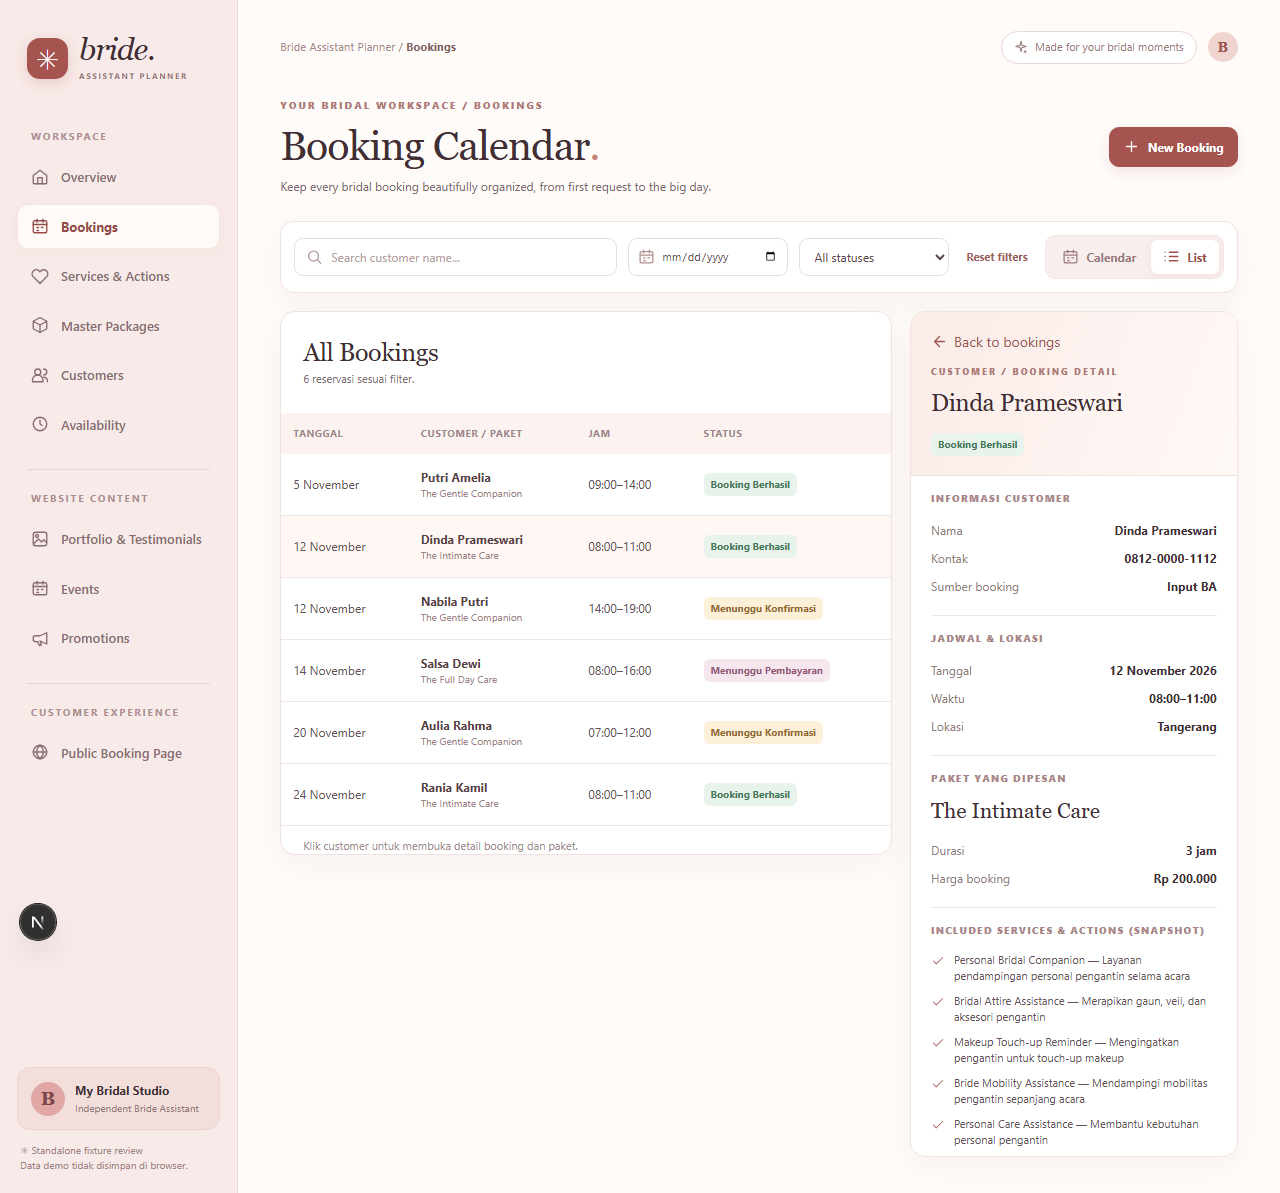 bride.
ASSISTANT PLANNER
WORKSPACE
Overview
Bookings
Services & Actions
Master Packages
Customers
Availability
WEBSITE CONTENT
Portfolio & Testimonials
Events
Promotions
CUSTOMER EXPERIENCE
Public Booking Page
N
B
My Bridal Studio
Independent Bride Assistant
✳ Standalone fixture review
Data demo tidak disimpan di browser.
Bride Assistant Planner / Bookings
Made for your bridal moments
B
YOUR BRIDAL WORKSPACE / BOOKINGS
Booking Calendar.
Keep every bridal booking beautifully organized, from first request to the big day.
New Booking
Search customer name...
mm/dd/yyyy
All statuses
Reset filters
Calendar
List
All Bookings
6 reservasi sesuai filter.
TANGGAL CUSTOMER / PAKET JAM STATUS
5 November Putri Amelia 09:00–14:00 Booking Berhasil
The Gentle Companion
12 November Dinda Prameswari 08:00–11:00 Booking Berhasil
The Intimate Care
12 November Nabila Putri 14:00–19:00 Menunggu Konfirmasi
The Gentle Companion
14 November Salsa Dewi 08:00–16:00 Menunggu Pembayaran
The Full Day Care
20 November Aulia Rahma 07:00–12:00 Menunggu Konfirmasi
The Gentle Companion
24 November Rania Kamil 08:00–11:00 Booking Berhasil
The Intimate Care
Klik customer untuk membuka detail booking dan paket.
Back to bookings
CUSTOMER / BOOKING DETAIL
Dinda Prameswari
Booking Berhasil
INFORMASI CUSTOMER
Nama Dinda Prameswari
Kontak 0812-0000-1112
Sumber booking Input BA
JADWAL & LOKASI
Tanggal 12 November 2026
Waktu 08:00–11:00
Lokasi Tangerang
PAKET YANG DIPESAN
The Intimate Care
Durasi 3 jam
Harga booking Rp 200.000
INCLUDED SERVICES & ACTIONS (SNAPSHOT)
Personal Bridal Companion — Layanan
pendampingan personal pengantin selama acara
Bridal Attire Assistance — Merapikan gaun, veil, dan
aksesori pengantin
Makeup Touch-up Reminder — Mengingatkan
pengantin untuk touch-up makeup
Bride Mobility Assistance — Mendampingi mobilitas
pengantin sepanjang acara
Personal Care Assistance — Membantu kebutuhan
personal pengantin